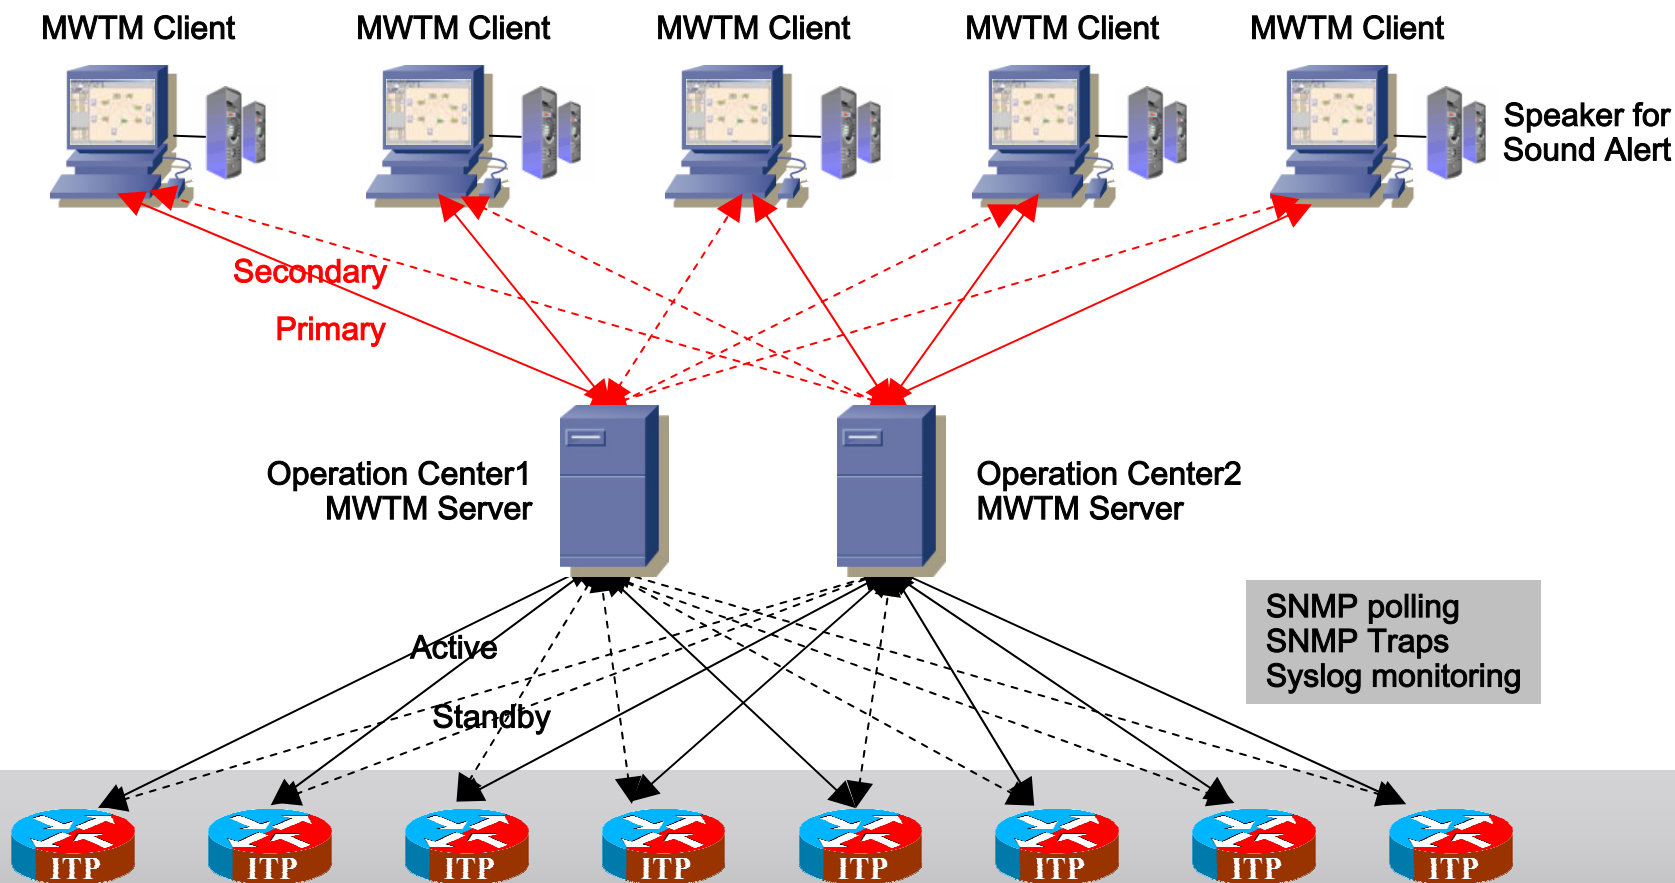 MWTM Client
MWTM Client
MWTM Client
MWTM Client
MWTM Client
Speaker for
Sound Alert
Secondary
Primary
Operation Center1
MWTM Server
Operation Center2
MWTM Server
SNMP polling
SNMP Traps
Syslog monitoring
Active
Standby
ITP
ITP
ITP
ITP
ITP
ITP
ITP
ITP